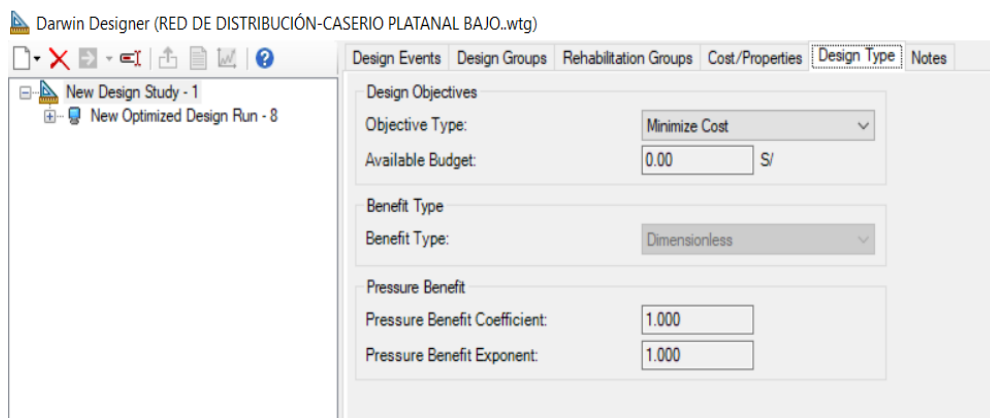 Darwin Designer (RED DE DISTRIBUCIÓN-CASERIO PLATANAL BAJO..wtg)
Design Events Design Groups Rehabilitation Groups Cost/Properties Design Type Notes
New Design Study - 1
New Optimized Design Run - 8
Design Objectives
Objective Type: Minimize Cost
Available Budget: 0.00 S/
Benefit Type
Benefit Type: Dimensionless
Pressure Benefit
Pressure Benefit Coefficient: 1.000
Pressure Benefit Exponent: 1.000